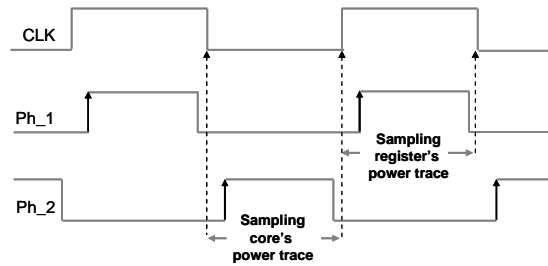 CLK
Ph_1
Sampling
register's
power trace
Ph_2
Sampling
core's
power trace